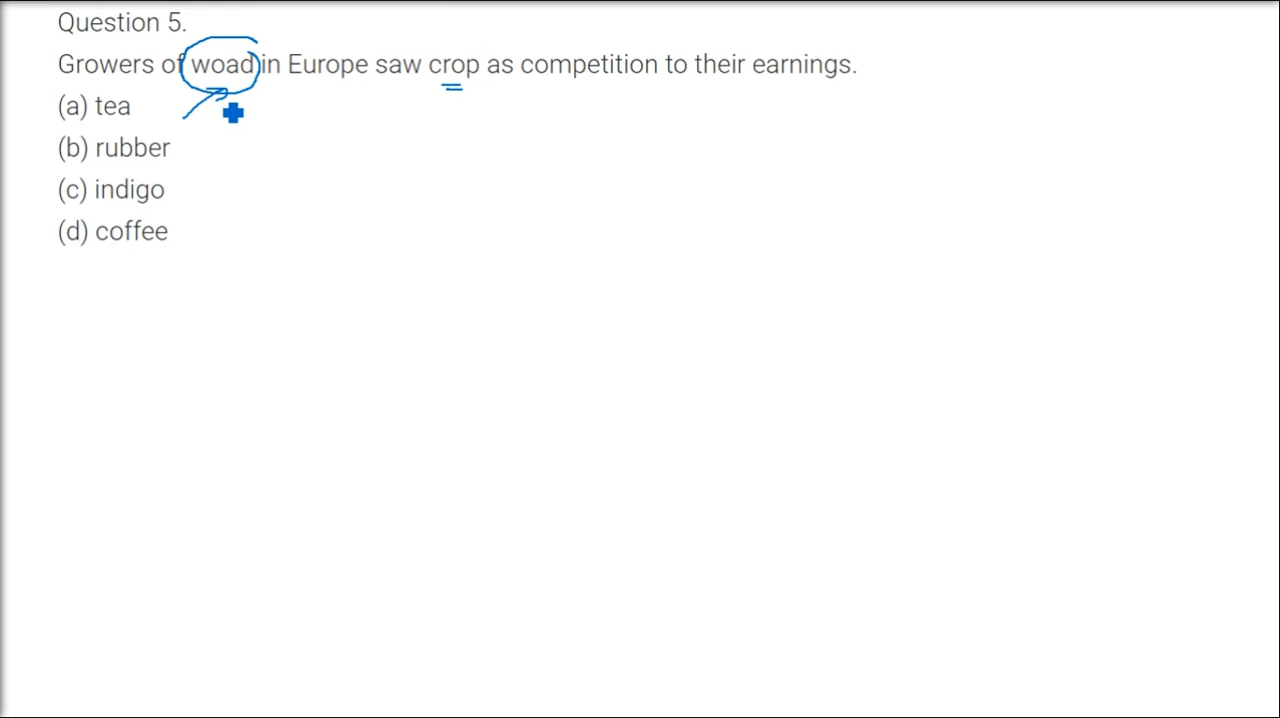 Question 5.
Growers of woad in Europe saw crop as competition to their earnings.
(a) tea
(b) rubber
(c) indigo
(d) coffee